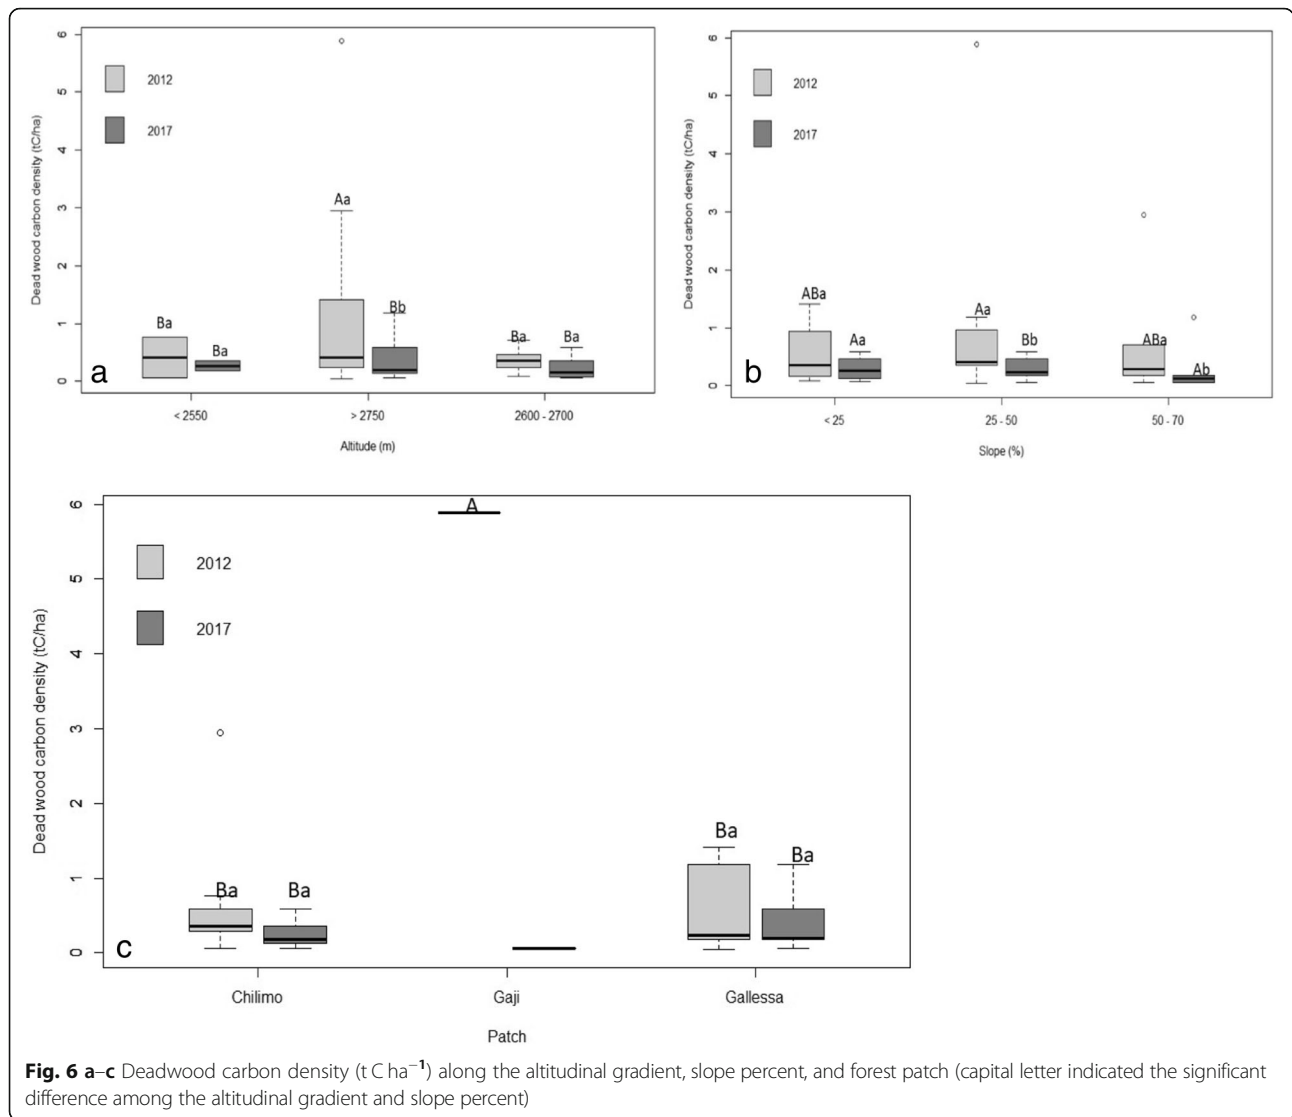 Dead wood carbon density (tC/ha)
6
5
4
3
2
1
0
2012
2017
Ba
Ba
Aa
Bb
Ba
Ba
a
< 2550
> 2750
2600 - 2700
Altitude (m)
Dead wood carbon density (tC/ha)
6
5
4
3
2
1
0
2012
2017
ABa
Aa
Aa
Bb
ABa
Ab
b
< 25
25 - 50
50 - 70
Slope (%)
Dead wood carbon density (tC/ha)
6
5
4
3
2
1
0
2012
2017
A
Ba
Ba
Ba
Ba
c
Chilimo
Gaji
Gallessa
Patch
Fig. 6 a–c Deadwood carbon density (t C ha⁻¹) along the altitudinal gradient, slope percent, and forest patch (capital letter indicated the significant
difference among the altitudinal gradient and slope percent)